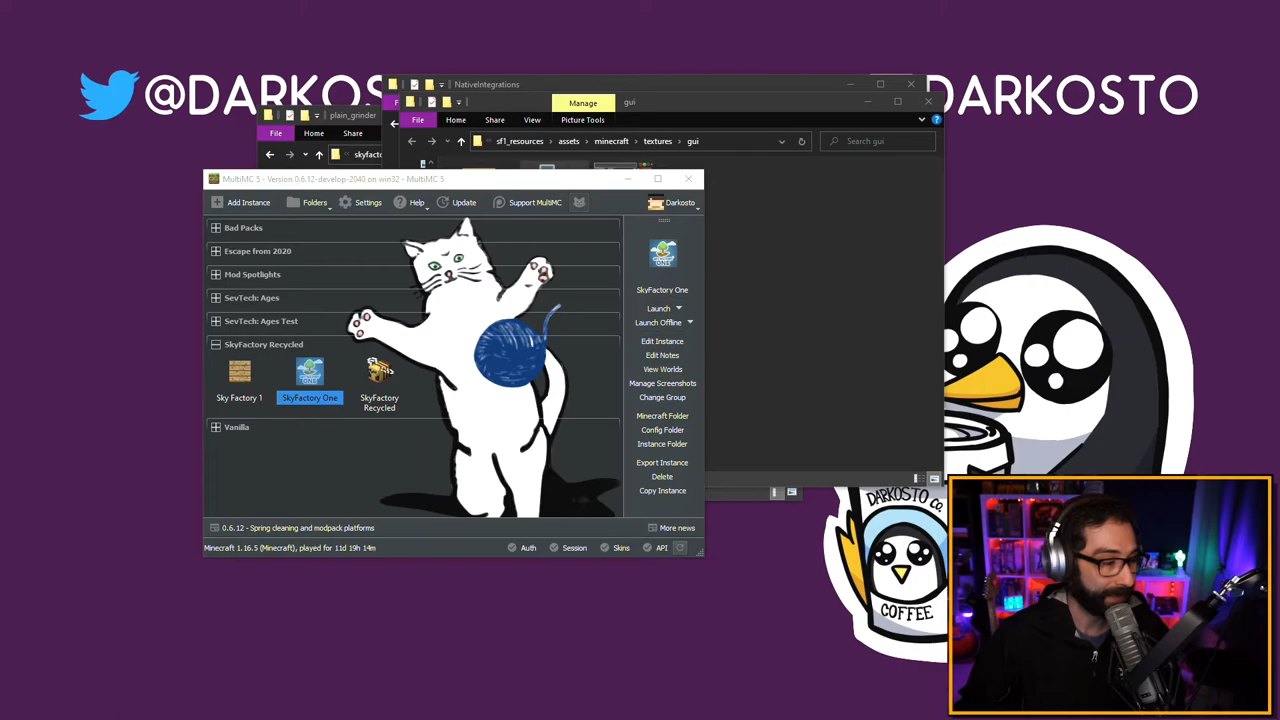 @DARKOS
DARKOSTO
NativeIntegrations
plain_grinder
File
Home
Share
skyfacto
Manage
gui
File
Home
Share
View
Picture Tools
sf1_resources > assets > minecraft > textures > gui
Search gui
MultiMC 5 - Version 0.6.12-develop-2040 on win32 - MultiMC 5
Add Instance
Folders
Settings
Help
Update
Support MultiMC
Darkosto
Bad Packs
Escape from 2020
Mod Spotlights
SevTech: Ages
SevTech: Ages Test
SkyFactory Recycled
Sky Factory 1
SkyFactory One
SkyFactory
Recycled
Vanilla
ONE
SkyFactory One
Launch
Launch Offline
Edit Instance
Edit Notes
View Worlds
Manage Screenshots
Change Group
Minecraft Folder
Config Folder
Instance Folder
Export Instance
Delete
Copy Instance
0.6.12 - Spring cleaning and modpack platforms
More news
Minecraft 1.16.5 (Minecraft), played for 11d 19h 14m
Auth
Session
Skins
API
DARKOSTO CO.
COFFEE